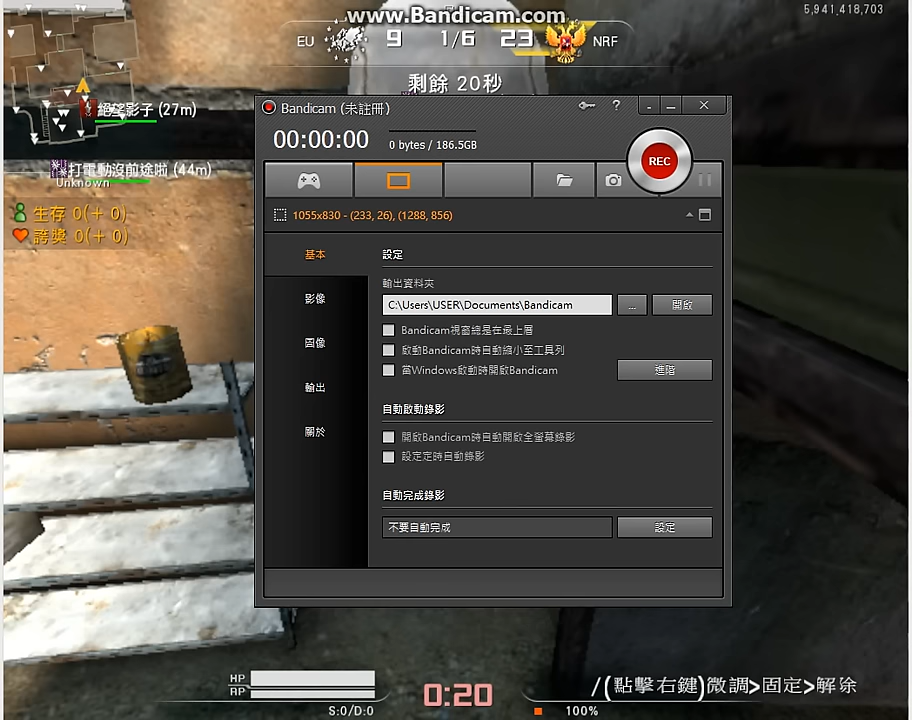 www.Bandicam.com
5,941,418,703
EU 9 1/6 23 NRF
剩餘 20秒
絕望影子 (27m)
打電動沒前途啦 (44m)
Unknown
生存 0(+ 0)
誇獎 0(+ 0)
Bandicam (未註冊)
00:00:00
0 bytes / 186.5GB
REC
1055x830 - (233, 26), (1288, 856)
基本
影像
圖像
輸出
關於
設定
輸出資料夾
C:\Users\USER\Documents\Bandicam
...
開啟
Bandicam視窗總是在最上層
啟動Bandicam時自動縮小至工具列
當Windows啟動時開啟Bandicam
進階
自動啟動錄影
開啟Bandicam時自動開啟全螢幕錄影
設定定時自動錄影
自動完成錄影
不要自動完成
設定
HP
RP
S:0/D:0
0:20
/(點擊右鍵)微調>固定>解除
100%